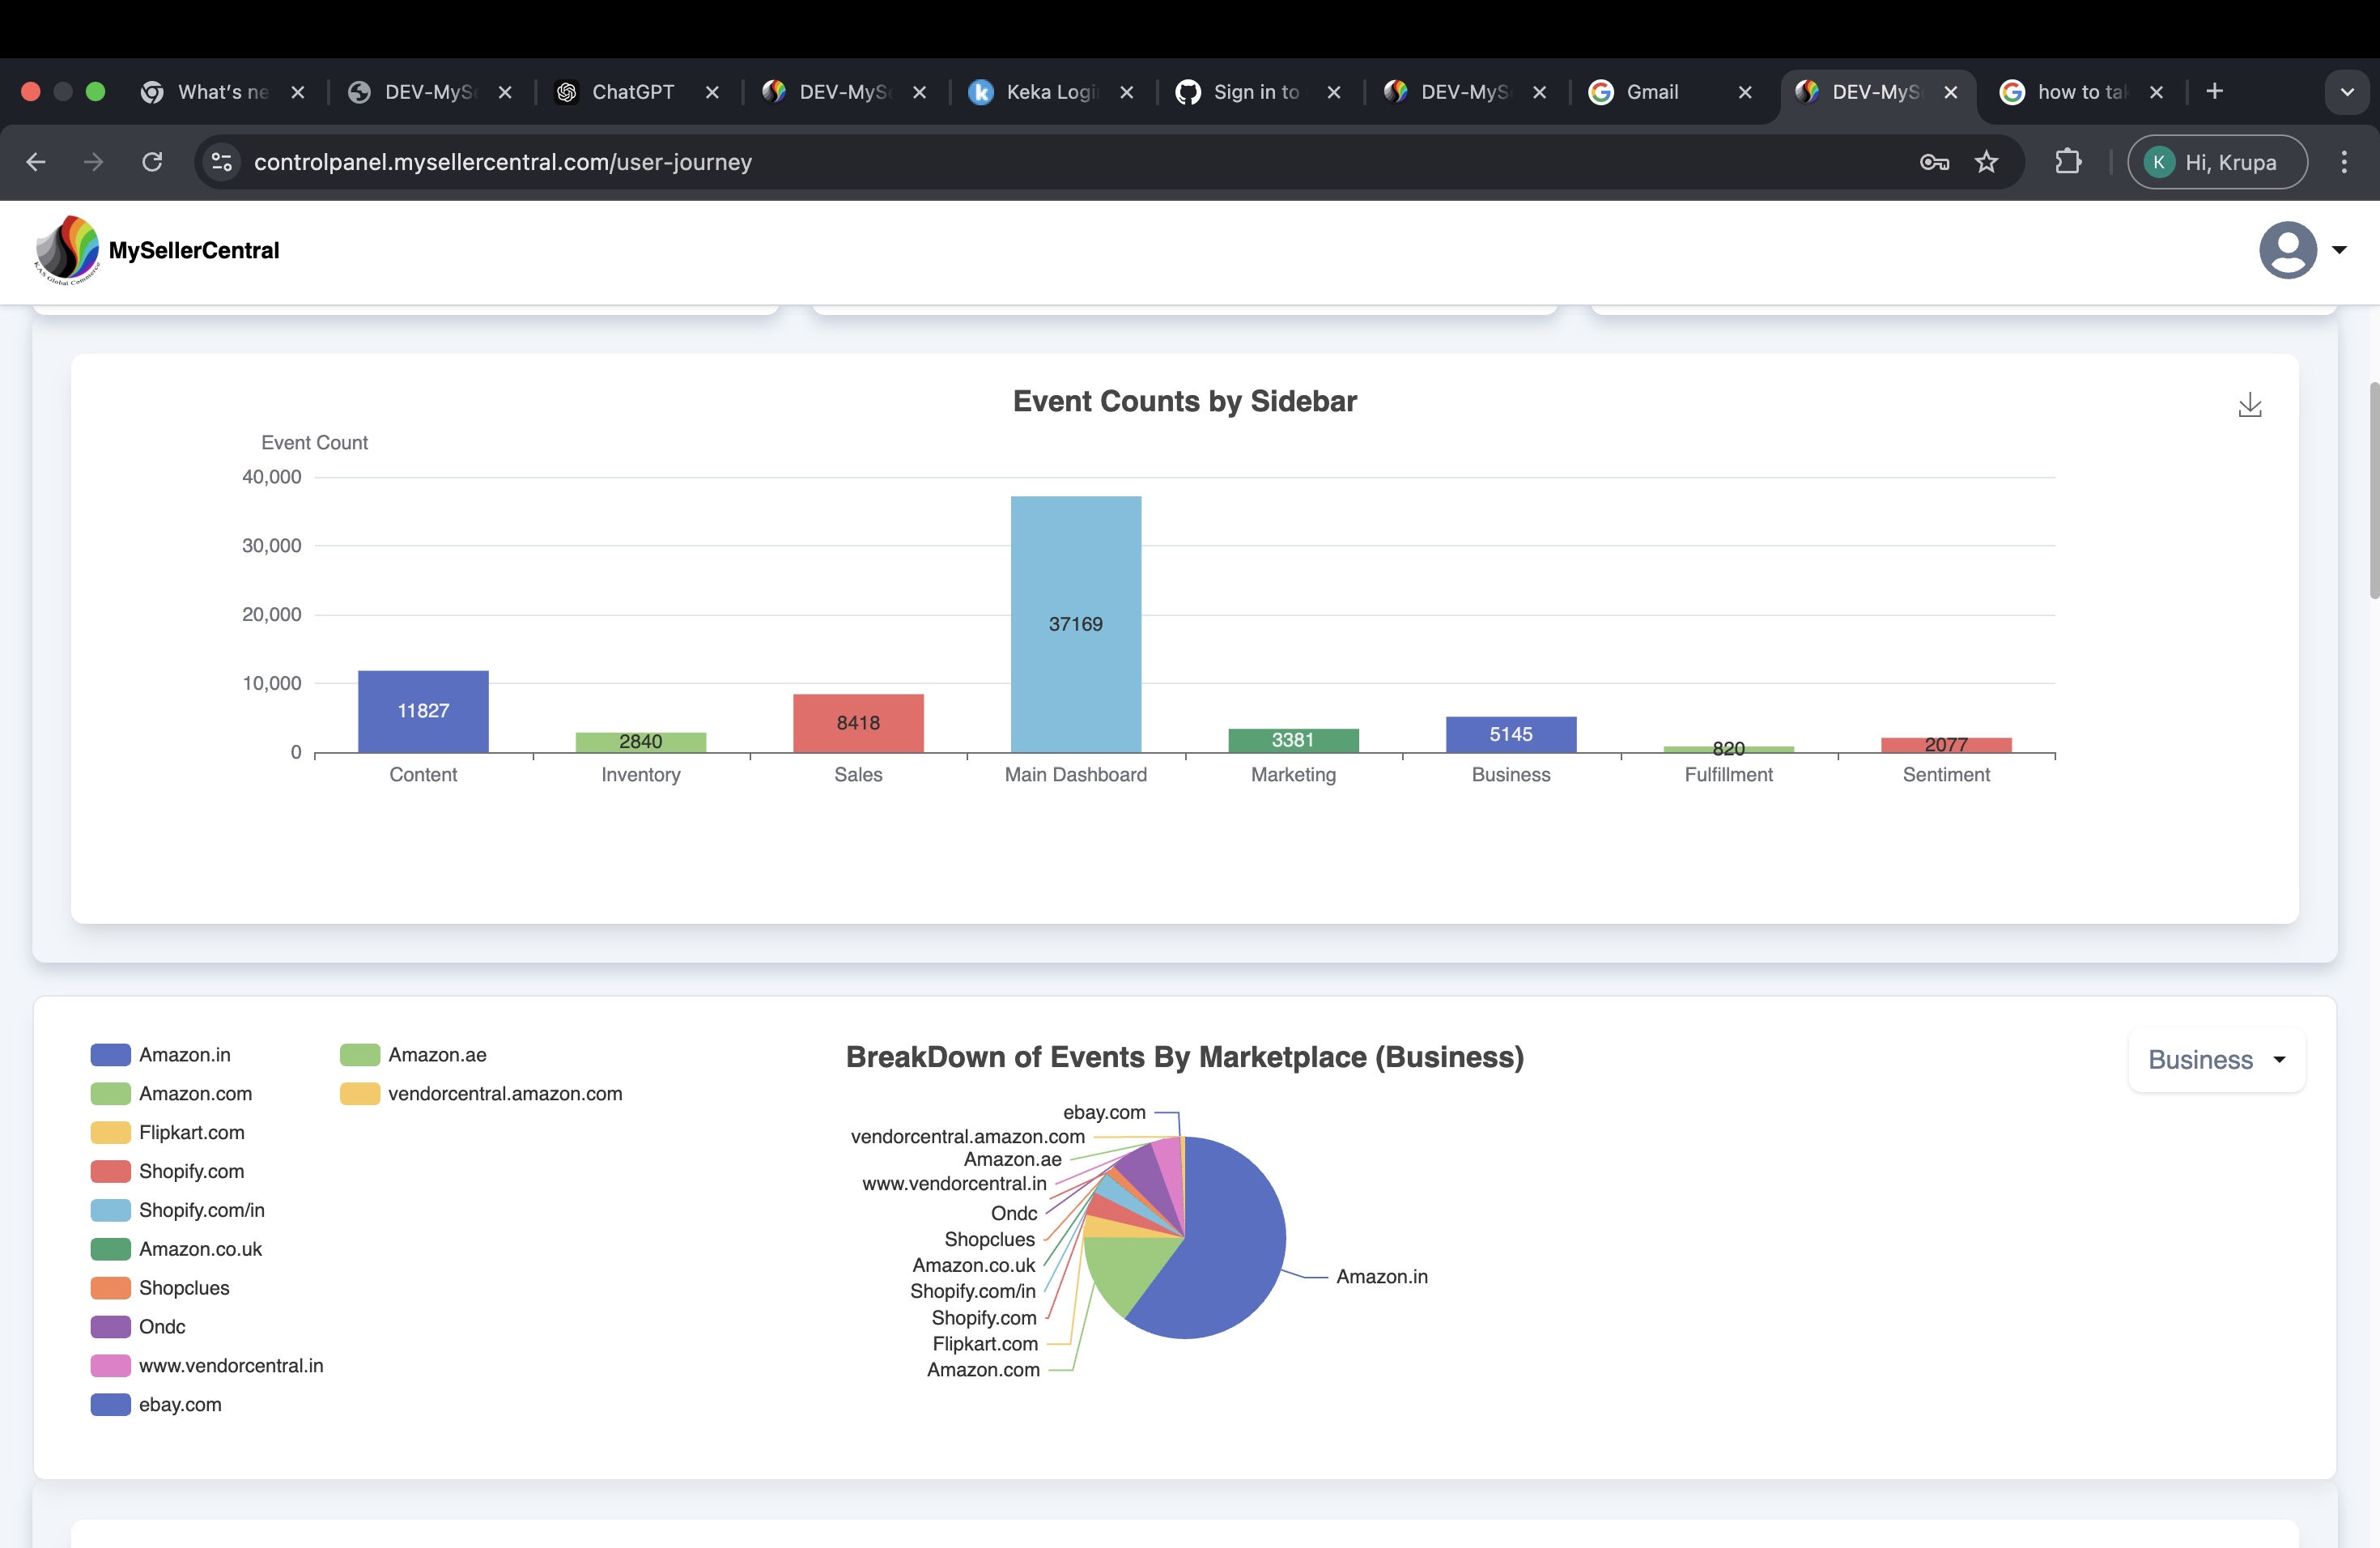 What's ne
DEV-MyS
ChatGPT
DEV-MyS
Keka Logi
Sign in to
DEV-MyS
Gmail
DEV-MyS
how to ta
controlpanel.mysellercentral.com/user-journey
K Hi, Krupa
KAS Global Commerce
MySellerCentral
Event Counts by Sidebar
Event Count
40,000
30,000
20,000
10,000
0
11827
2840
8418
37169
3381
5145
820
2077
Content
Inventory
Sales
Main Dashboard
Marketing
Business
Fulfillment
Sentiment
BreakDown of Events By Marketplace (Business)
Business
Amazon.in
Amazon.com
Flipkart.com
Shopify.com
Shopify.com/in
Amazon.co.uk
Shopclues
Ondc
www.vendorcentral.in
ebay.com
Amazon.ae
vendorcentral.amazon.com
ebay.com
vendorcentral.amazon.com
Amazon.ae
www.vendorcentral.in
Ondc
Shopclues
Amazon.co.uk
Shopify.com/in
Shopify.com
Flipkart.com
Amazon.com
Amazon.in